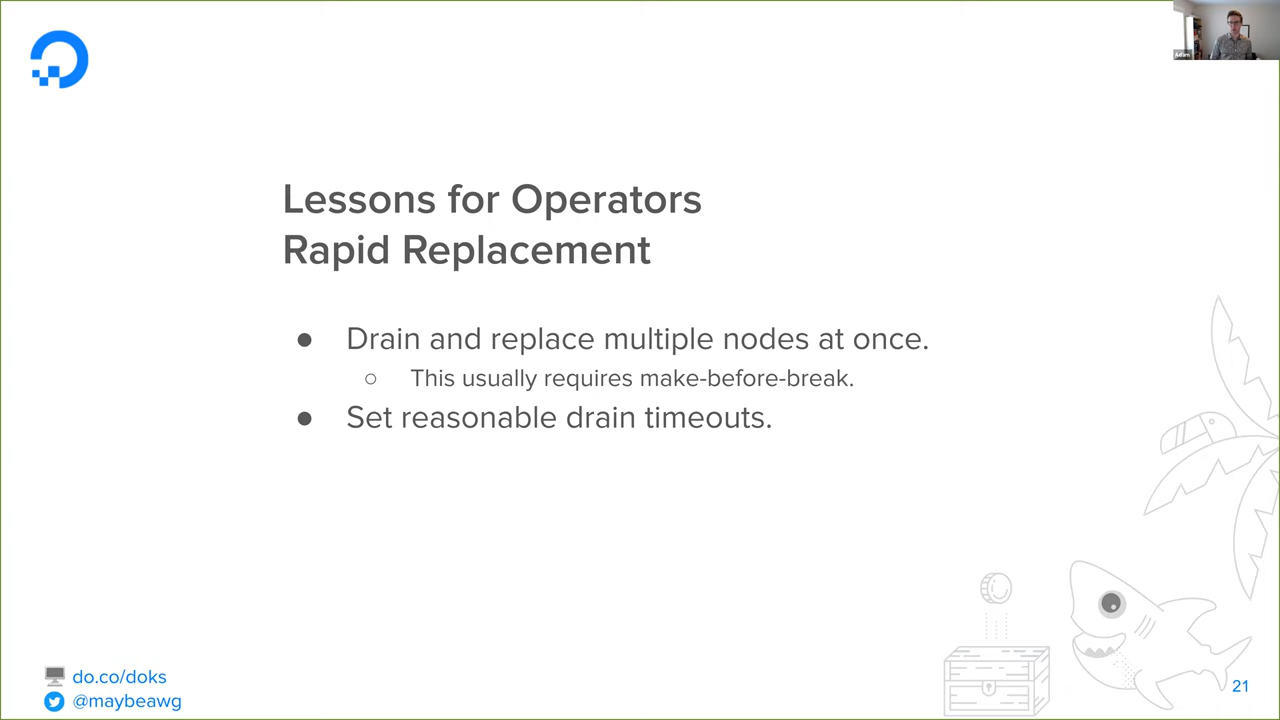 Adam
Lessons for Operators
Rapid Replacement
● Drain and replace multiple nodes at once.
○ This usually requires make-before-break.
● Set reasonable drain timeouts.
do.co/doks
@maybeawg
21